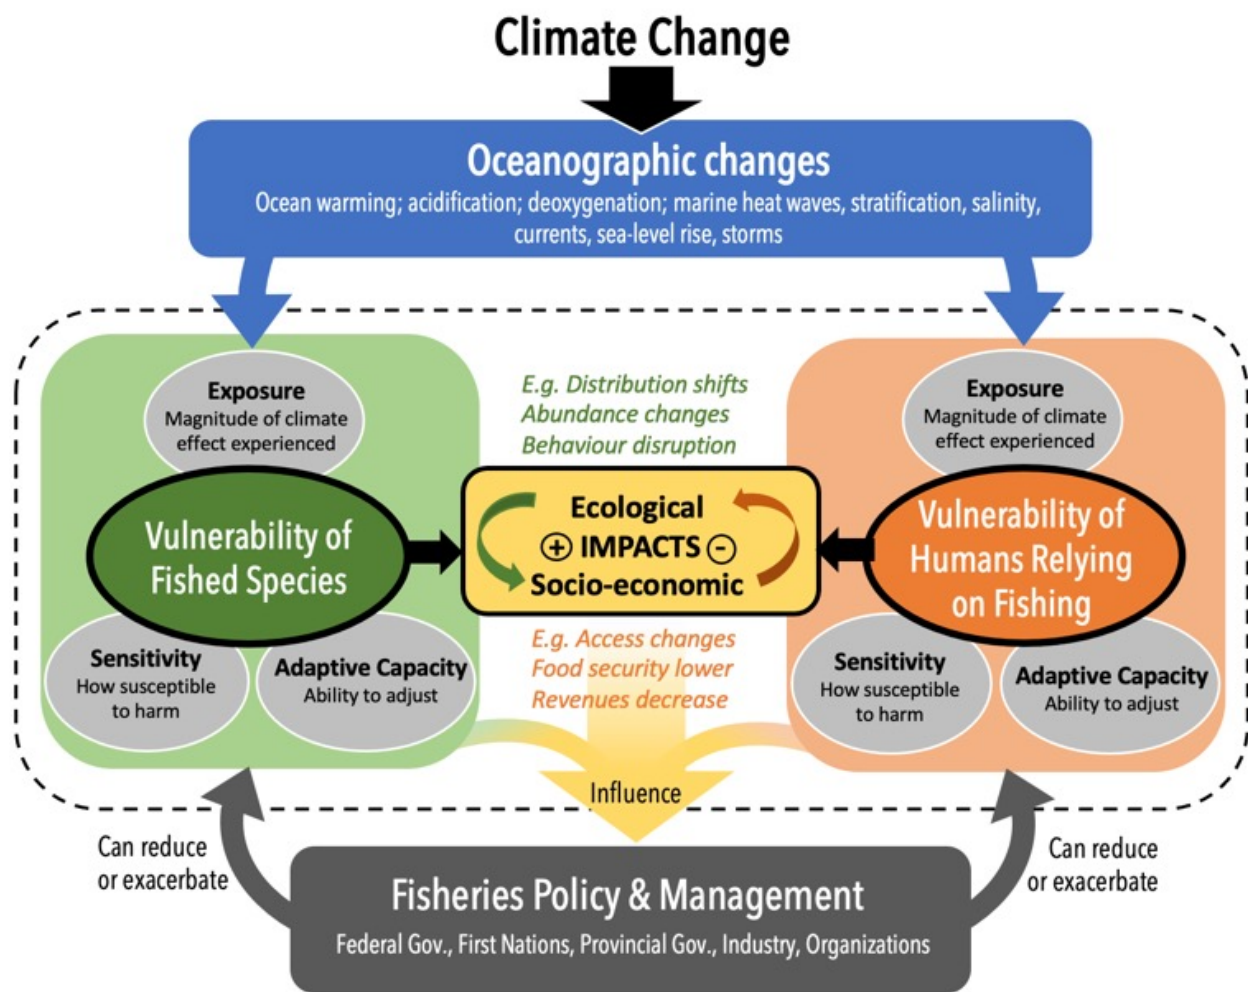 Climate Change
Oceanographic changes
Ocean warming; acidification; deoxygenation; marine heat waves, stratification, salinity,
currents, sea-level rise, storms
Exposure
Magnitude of climate
effect experienced
Vulnerability of
Fished Species
Sensitivity
How susceptible
to harm
Adaptive Capacity
Ability to adjust
E.g. Distribution shifts
Abundance changes
Behaviour disruption
Ecological
+ IMPACTS -
Socio-economic
E.g. Access changes
Food security lower
Revenues decrease
Exposure
Magnitude of climate
effect experienced
Vulnerability of
Humans Relying
on Fishing
Sensitivity
How susceptible
to harm
Adaptive Capacity
Ability to adjust
Influence
Can reduce
or exacerbate
Can reduce
or exacerbate
Fisheries Policy & Management
Federal Gov., First Nations, Provincial Gov., Industry, Organizations